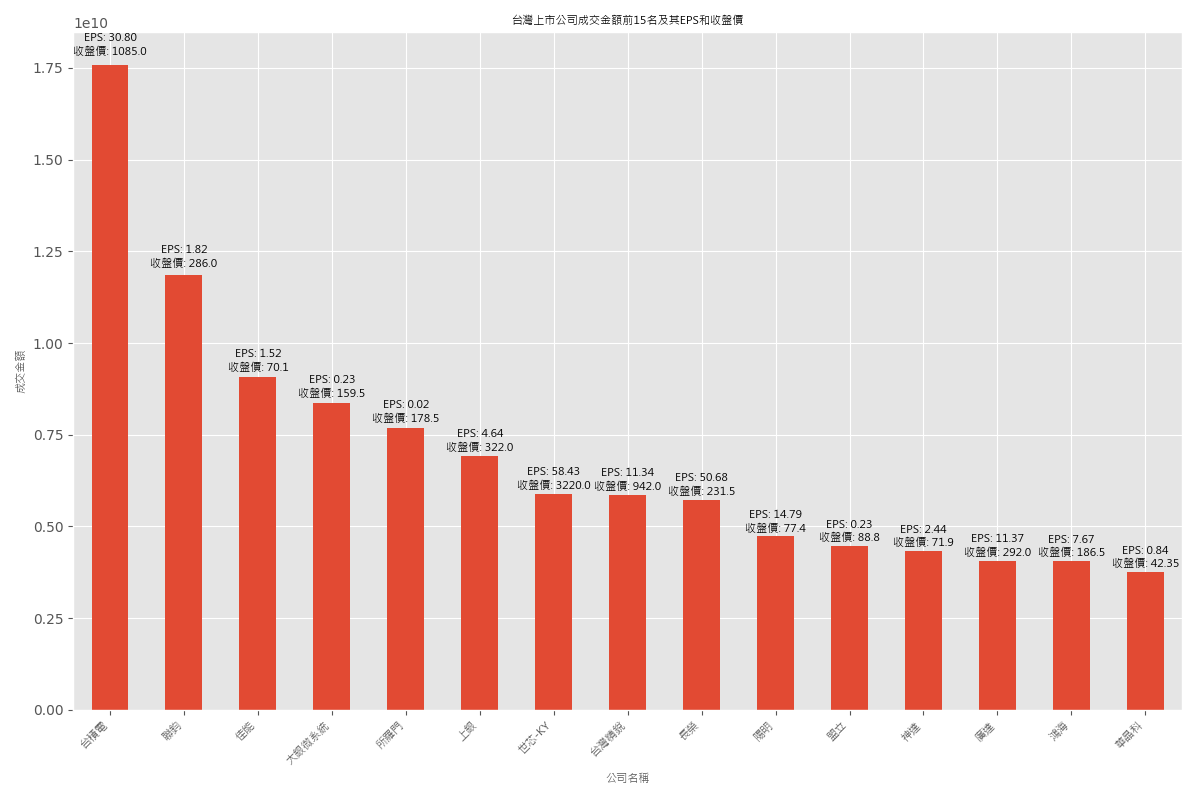 台灣上市公司成交金額前15名及其EPS和收盤價
1e10
EPS: 30.80
收盤價: 1085.0
EPS: 1.82
收盤價: 286.0
EPS: 1.52
收盤價: 70.1
EPS: 0.23
收盤價: 159.5
EPS: 0.02
收盤價: 178.5
EPS: 4.64
收盤價: 322.0
EPS: 58.43
收盤價: 3220.0
EPS: 11.34
收盤價: 942.0
EPS: 50.68
收盤價: 231.5
EPS: 14.79
收盤價: 77.4
EPS: 0.23
收盤價: 88.8
EPS: 2.44
收盤價: 71.9
EPS: 11.37
收盤價: 292.0
EPS: 7.67
收盤價: 186.5
EPS: 0.84
收盤價: 42.35
1.75
1.50
1.25
1.00
0.75
0.50
0.25
0.00
成交金額
台積電
聯鈞
佳能
大銀微系統
所羅門
上銀
世芯-KY
台灣精銳
長榮
陽明
盟立
神達
廣達
鴻海
華晶科
公司名稱